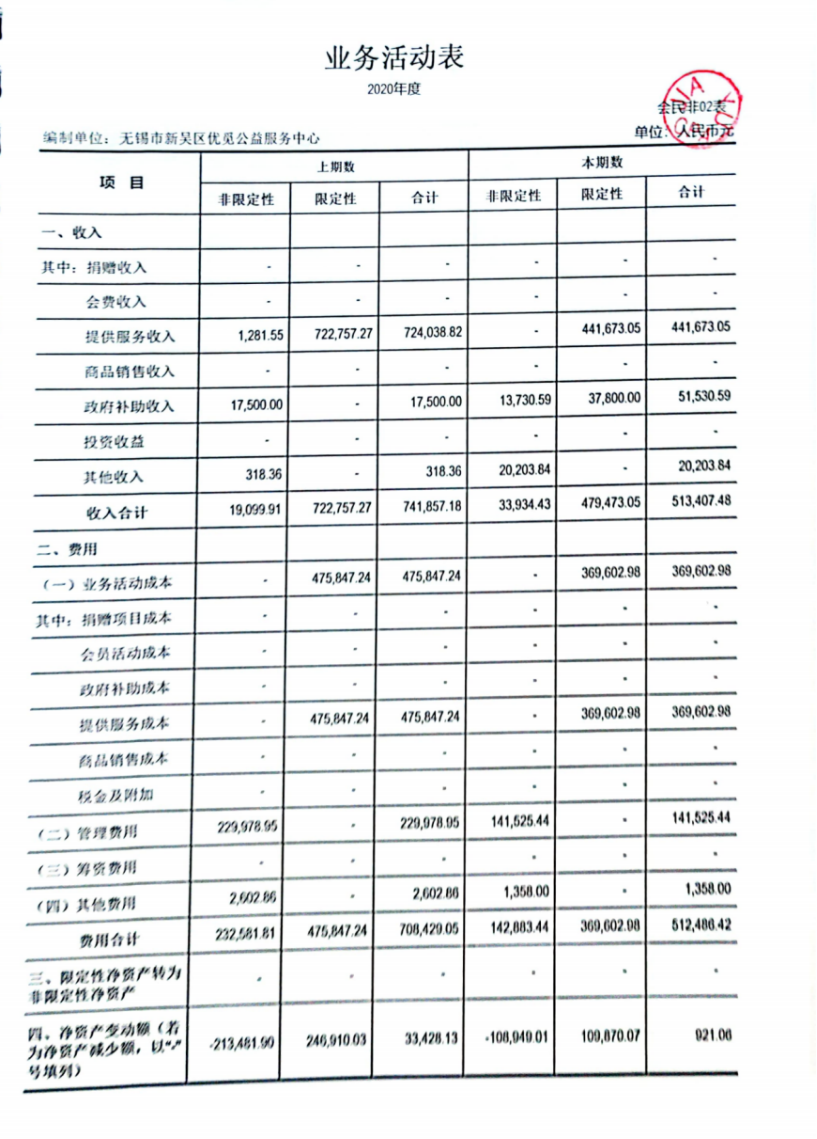 业务活动表
2020年度
会民非02表
编制单位：无锡市新吴区优觅公益服务中心 单位：人民币元
项 目 上期数 本期数
非限定性 限定性 合计 非限定性 限定性 合计
一、收入
其中：捐赠收入 - - - - - -
会费收入 - - - - - -
提供服务收入 1,281.55 722,757.27 724,038.82 - 441,673.05 441,673.05
商品销售收入 - - - - - -
政府补助收入 17,500.00 - 17,500.00 13,730.59 37,800.00 51,530.59
投资收益 - - - - - -
其他收入 318.36 - 318.36 20,203.84 - 20,203.84
收入合计 19,099.91 722,757.27 741,857.18 33,934.43 479,473.05 513,407.48
二、费用
（一）业务活动成本 - 475,847.24 475,847.24 - 369,602.98 369,602.98
其中：捐赠项目成本 - - - - - -
会员活动成本 - - - - - -
政府补助成本 - - - - - -
提供服务成本 - 475,847.24 475,847.24 - 369,602.98 369,602.98
商品销售成本 - - - - - -
税金及附加 - - - - - -
（二）管理费用 229,978.95 - 229,978.95 141,525.44 - 141,525.44
（三）筹资费用 - - - - - -
（四）其他费用 2,602.86 - 2,602.86 1,358.00 - 1,358.00
费用合计 232,581.81 475,847.24 708,429.05 142,883.44 369,602.98 512,486.42
三、限定性净资产转为
非限定性净资产 - - - - - -
四、净资产变动额（若
为净资产减少额，以“-” -213,481.90 246,910.03 33,428.13 -108,949.01 109,870.07 921.06
号填列）